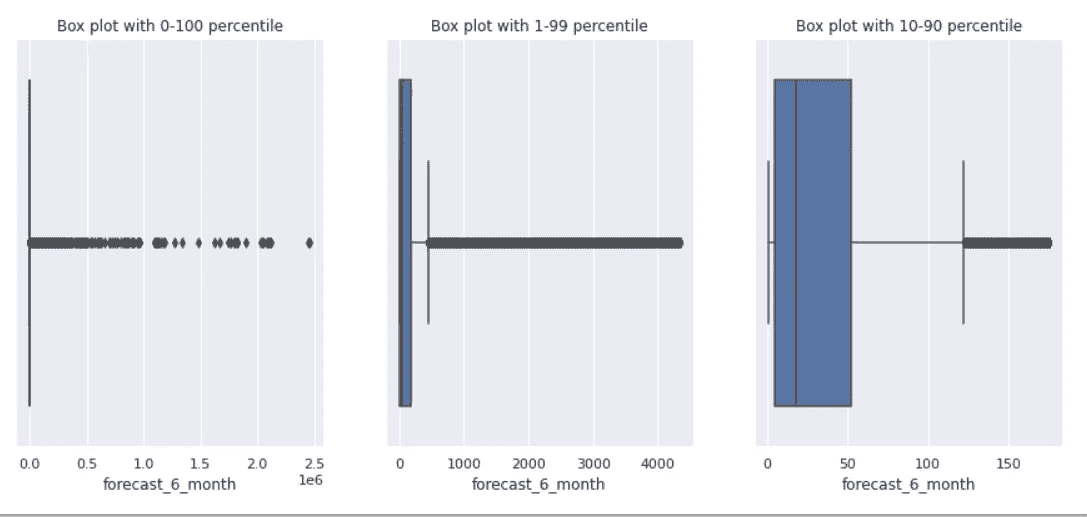 Box plot with 0-100 percentile
Box plot with 1-99 percentile
Box plot with 10-90 percentile
0.0 0.5 1.0 1.5 2.0 2.5
1e6
forecast_6_month
0 1000 2000 3000 4000
forecast_6_month
0 50 100 150
forecast_6_month